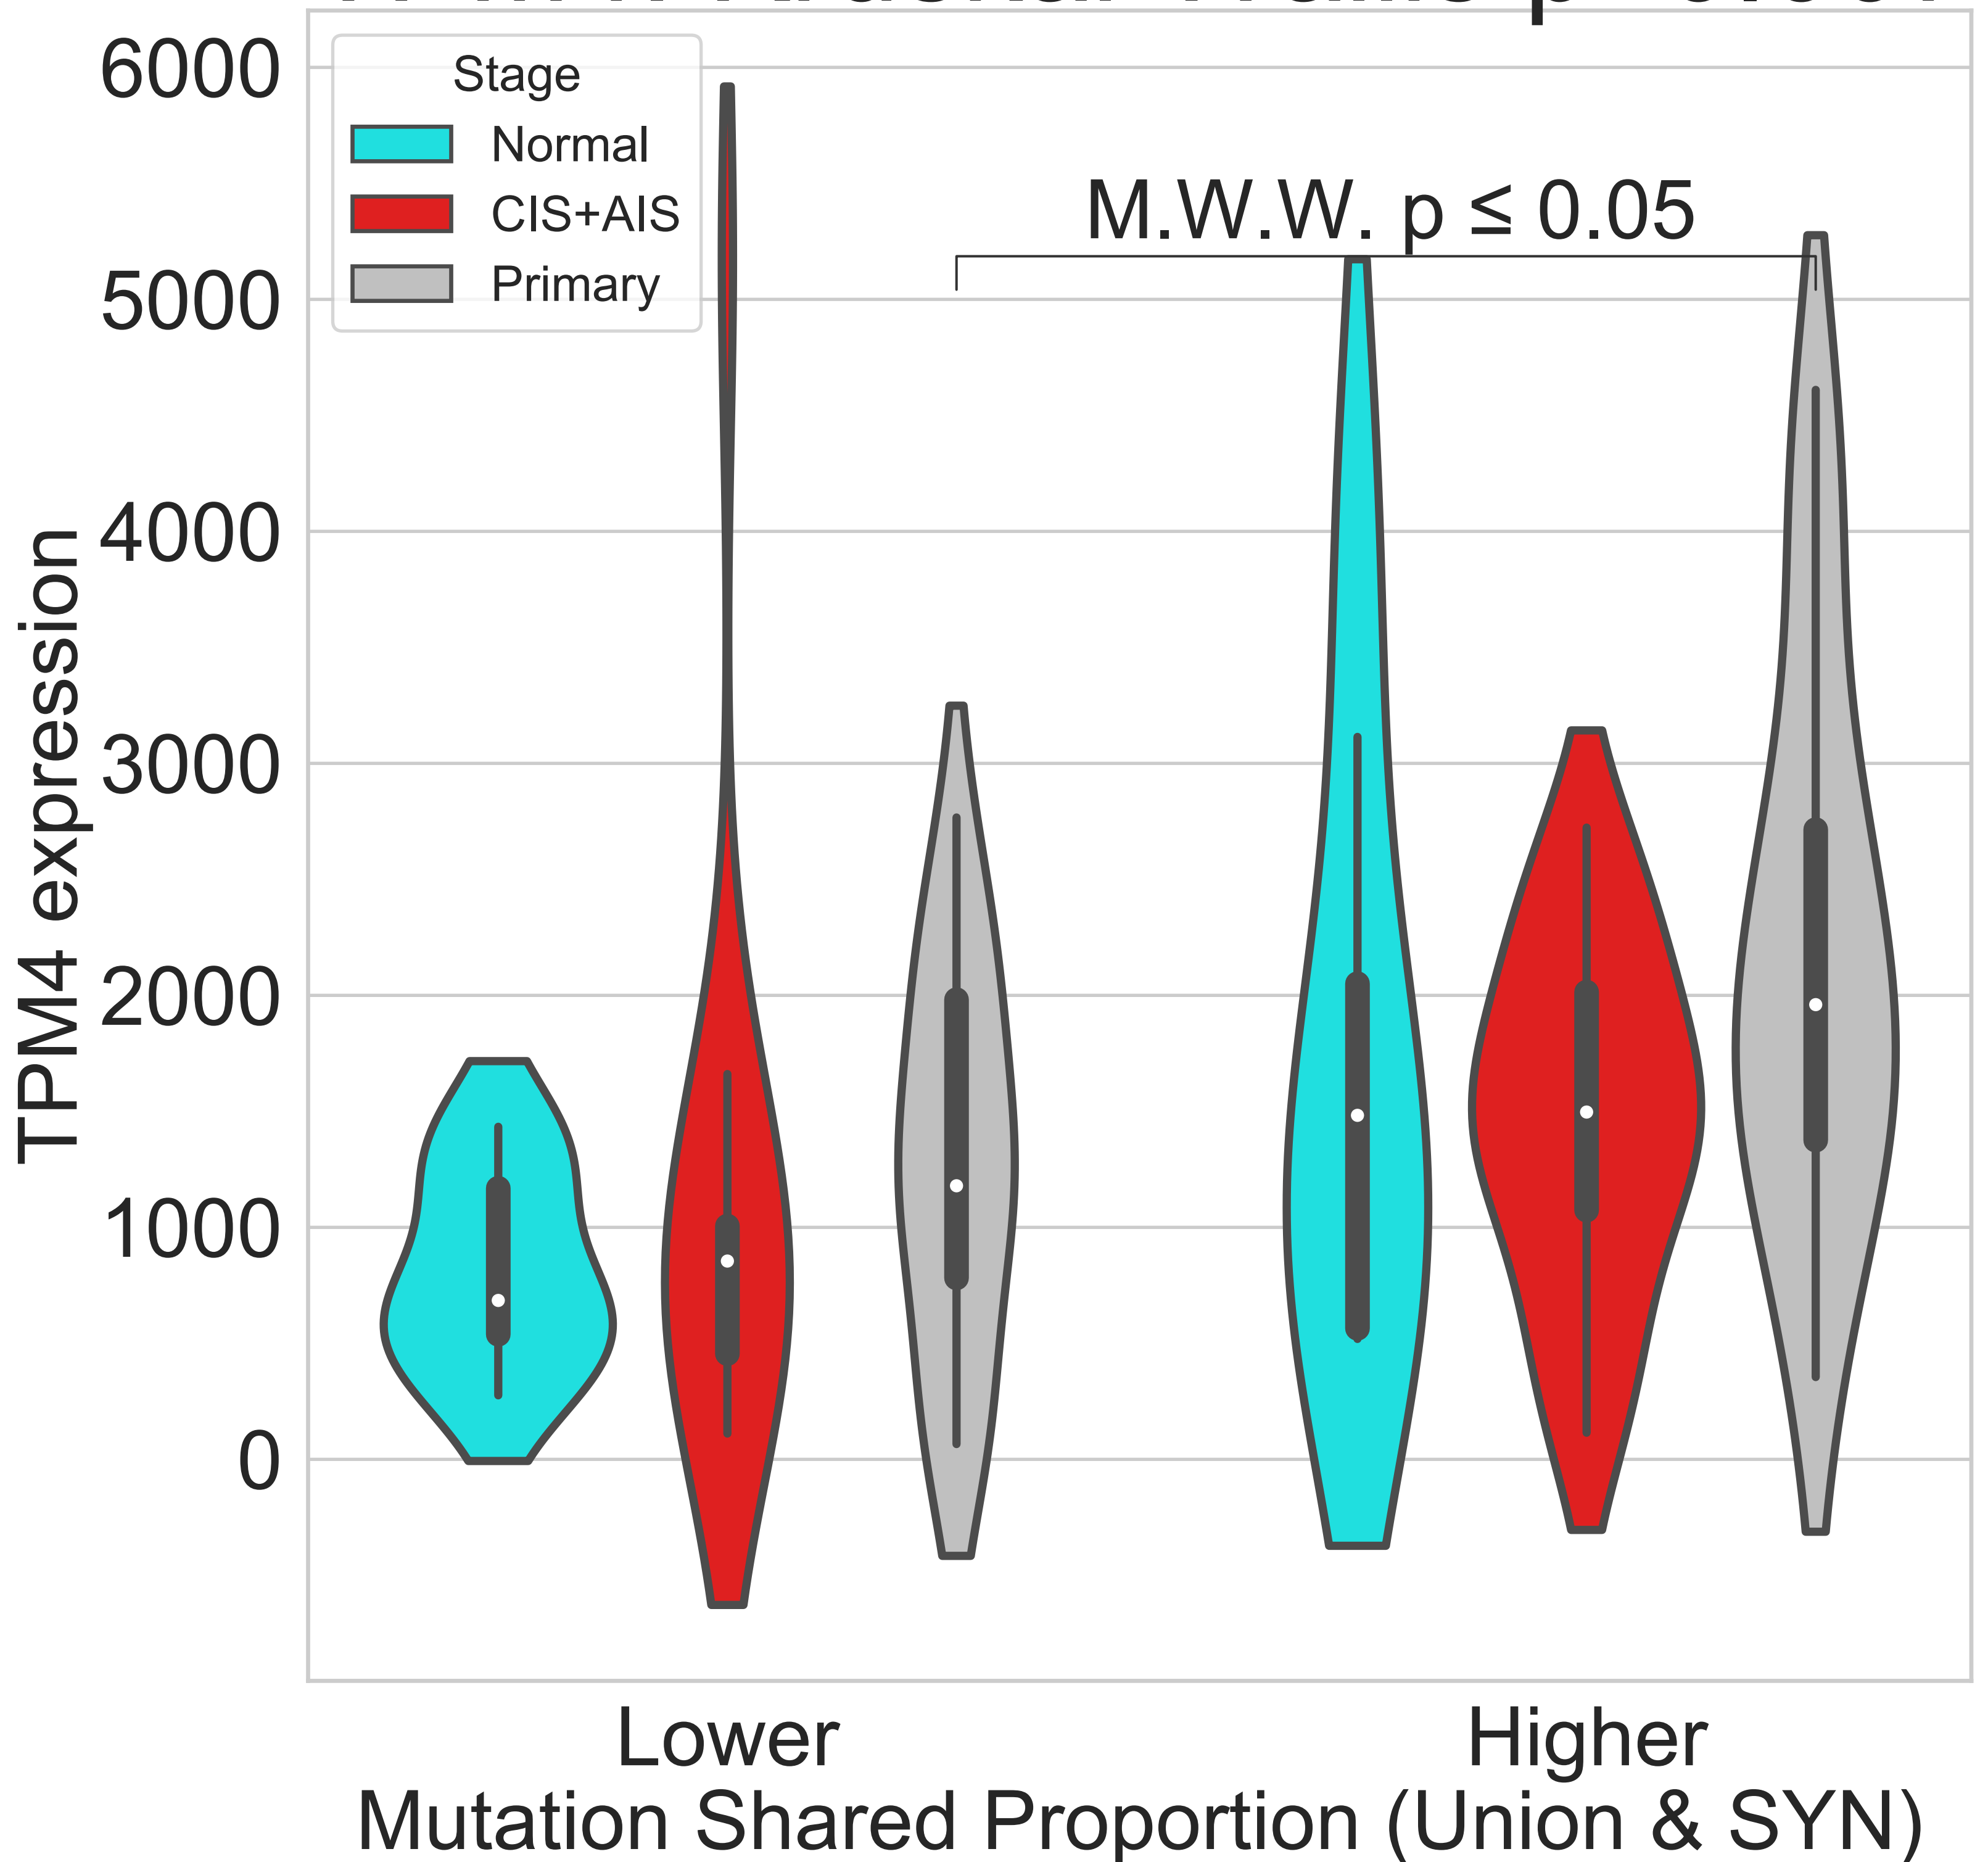 6000
5000
4000
3000
2000
1000
0
TPM4 expression
Stage
Normal
CIS+AIS
Primary
M.W.W. p ≤ 0.05
Lower
Higher
Mutation Shared Proportion (Union & SYN)